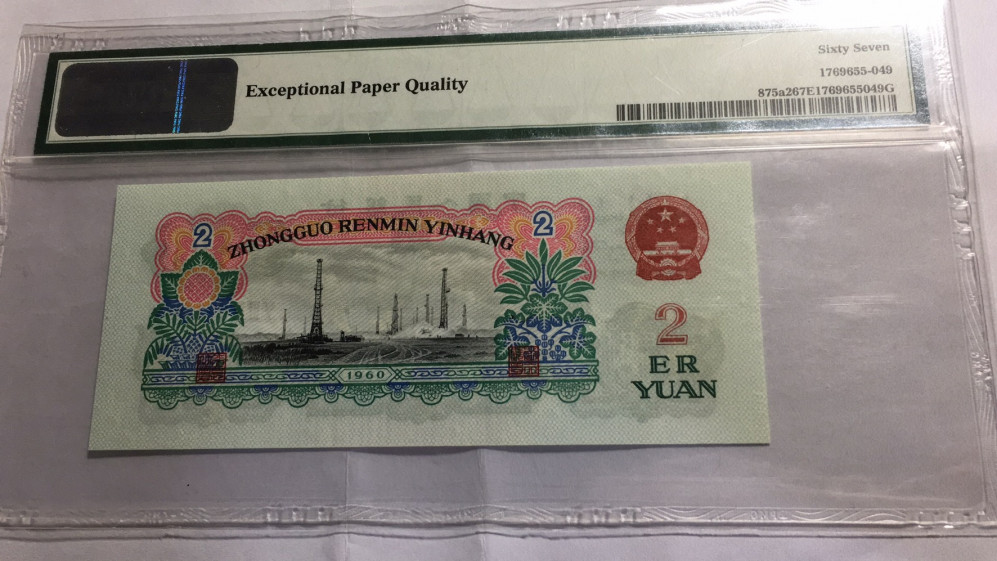 Exceptional Paper Quality
Sixty Seven
1769655-049
875a267E1769655049G
2
2
ZHONGGUO RENMIN YINHANG
1960
2
ER
YUAN